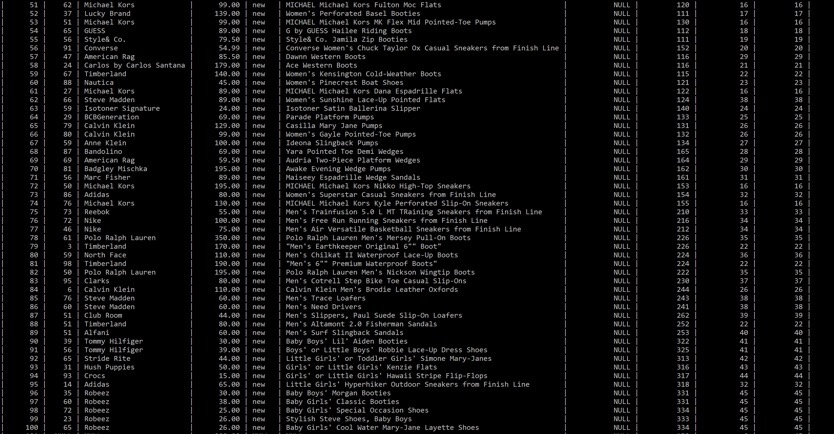 | 51 | 62 | Michael Kors | 99.00 | new | MICHAEL Michael Kors Fulton Moc Flats | NULL | 120 | 16 | 16 |
| 52 | 37 | Lucky Brand | 139.00 | new | Women's Perforated Basel Booties | NULL | 111 | 17 | 17 |
| 53 | 51 | Michael Kors | 99.00 | new | MICHAEL Michael Kors MK Flex Mid Pointed-Toe Pumps | NULL | 130 | 16 | 16 |
| 54 | 65 | GUESS | 89.00 | new | G by GUESS Hailee Riding Boots | NULL | 112 | 18 | 18 |
| 55 | 56 | Style& Co. | 79.50 | new | Style& Co. Jamila Zip Booties | NULL | 111 | 19 | 19 |
| 56 | 91 | Converse | 54.99 | new | Converse Women's Chuck Taylor Ox Casual Sneakers from Finish Line | NULL | 152 | 20 | 20 |
| 57 | 47 | American Rag | 85.50 | new | Dawnn Western Boots | NULL | 116 | 29 | 29 |
| 58 | 24 | Carlos by Carlos Santana | 179.00 | new | Ace Western Boots | NULL | 116 | 21 | 21 |
| 59 | 67 | Timberland | 140.00 | new | Women's Kensington Cold-Weather Boots | NULL | 115 | 22 | 22 |
| 60 | 88 | Nautica | 45.00 | new | Women's Pinecrest Boat Shoes | NULL | 121 | 23 | 23 |
| 61 | 27 | Michael Kors | 89.00 | new | MICHAEL Michael Kors Dana Espadrille Flats | NULL | 122 | 16 | 16 |
| 62 | 66 | Steve Madden | 89.00 | new | Women's Sunshine Lace-Up Pointed Flats | NULL | 124 | 38 | 38 |
| 63 | 59 | Isotoner Signature | 24.00 | new | Isotoner Satin Ballerina Slipper | NULL | 140 | 24 | 24 |
| 64 | 29 | BCBGeneration | 69.00 | new | Parade Platform Pumps | NULL | 133 | 25 | 25 |
| 65 | 79 | Calvin Klein | 129.00 | new | Casilla Mary Jane Pumps | NULL | 131 | 26 | 26 |
| 66 | 80 | Calvin Klein | 99.00 | new | Women's Gayle Pointed-Toe Pumps | NULL | 132 | 26 | 26 |
| 67 | 59 | Anne Klein | 100.00 | new | Ideona Slingback Pumps | NULL | 134 | 27 | 27 |
| 68 | 87 | Bandolino | 69.00 | new | Yara Pointed Toe Demi Wedges | NULL | 165 | 28 | 28 |
| 69 | 69 | American Rag | 59.50 | new | Audria Two-Piece Platform Wedges | NULL | 164 | 29 | 29 |
| 70 | 81 | Badgley Mischka | 195.00 | new | Awake Evening Wedge Pumps | NULL | 162 | 30 | 30 |
| 71 | 56 | Marc Fisher | 89.00 | new | Maiseey Espadrille Wedge Sandals | NULL | 161 | 31 | 31 |
| 72 | 50 | Michael Kors | 195.00 | new | MICHAEL Michael Kors Nikko High-Top Sneakers | NULL | 153 | 16 | 16 |
| 73 | 86 | Adidas | 80.00 | new | Women's Superstar Casual Sneakers from Finish Line | NULL | 154 | 32 | 32 |
| 74 | 76 | Michael Kors | 130.00 | new | MICHAEL Michael Kors Kyle Perforated Slip-On Sneakers | NULL | 155 | 16 | 16 |
| 75 | 73 | Reebok | 55.00 | new | Men's Trainfusion 5.0 L MT TRaining Sneakers from Finish Line | NULL | 210 | 33 | 33 |
| 76 | 72 | Nike | 100.00 | new | Men's Free Run Running Sneakers from Finish Line | NULL | 216 | 34 | 34 |
| 77 | 46 | Nike | 75.00 | new | Men's Air Versatile Basketball Sneakers from Finish Line | NULL | 212 | 34 | 34 |
| 78 | 61 | Polo Ralph Lauren | 350.00 | new | Polo Ralph Lauren Men's Mersey Pull-On Boots | NULL | 226 | 35 | 35 |
| 79 | 3 | Timberland | 170.00 | new | "Men's Earthkeeper Original 6"" Boot" | NULL | 226 | 22 | 22 |
| 80 | 59 | North Face | 110.00 | new | Men's Chilkat II Waterproof Lace-Up Boots | NULL | 224 | 36 | 36 |
| 81 | 98 | Timberland | 190.00 | new | "Men's 6"" Premium Waterproof Boots" | NULL | 224 | 22 | 22 |
| 82 | 50 | Polo Ralph Lauren | 195.00 | new | Polo Ralph Lauren Men's Nickson Wingtip Boots | NULL | 222 | 35 | 35 |
| 83 | 95 | Clarks | 80.00 | new | Men's Cotrell Step Bike Toe Casual Slip-Ons | NULL | 230 | 37 | 37 |
| 84 | 6 | Calvin Klein | 110.00 | new | Calvin Klein Men's Brodie Leather Oxfords | NULL | 244 | 26 | 26 |
| 85 | 76 | Steve Madden | 60.00 | new | Men's Trace Loafers | NULL | 243 | 38 | 38 |
| 86 | 60 | Steve Madden | 60.00 | new | Men's Need Drivers | NULL | 241 | 38 | 38 |
| 87 | 51 | Club Room | 44.00 | new | Men's Slippers, Paul Suede Slip-On Loafers | NULL | 262 | 39 | 39 |
| 88 | 51 | Timberland | 80.00 | new | Men's Altamont 2.0 Fisherman Sandals | NULL | 252 | 22 | 22 |
| 89 | 51 | Alfani | 60.00 | new | Men's Surf Slingback Sandals | NULL | 253 | 40 | 40 |
| 90 | 39 | Tommy Hilfiger | 30.00 | new | Baby Boys' Lil' Aiden Booties | NULL | 322 | 41 | 41 |
| 91 | 56 | Tommy Hilfiger | 39.00 | new | Boys' or Little Boys' Robbie Lace-Up Dress Shoes | NULL | 325 | 41 | 41 |
| 92 | 65 | Stride Rite | 44.00 | new | Little Girls' or Toddler Girls' Simone Mary-Janes | NULL | 313 | 42 | 42 |
| 93 | 31 | Hush Puppies | 50.00 | new | Little Girls' or Girls' Kenzie Flats | NULL | 316 | 43 | 43 |
| 94 | 93 | Crocs | 15.00 | new | Little Girls' or Girls' Hawaii Stripe Flip-Flops | NULL | 317 | 44 | 44 |
| 95 | 14 | Adidas | 65.00 | new | Little Girls' Hyperhiker Outdoor Sneakers from Finish Line | NULL | 318 | 32 | 32 |
| 96 | 35 | Robeez | 30.00 | new | Baby Boys' Morgan Booties | NULL | 331 | 45 | 45 |
| 97 | 60 | Robeez | 38.00 | new | Baby Girls' Classic Booties | NULL | 331 | 45 | 45 |
| 98 | 72 | Robeez | 25.00 | new | Baby Girls' Special Occasion Shoes | NULL | 334 | 45 | 45 |
| 99 | 23 | Robeez | 26.00 | new | Stylish Steve Shoes, Baby Boys | NULL | 333 | 45 | 45 |
| 100 | 65 | Robeez | 26.00 | new | Baby Girls' Cool Water Mary-Jane Layette Shoes | NULL | 334 | 45 | 45 |